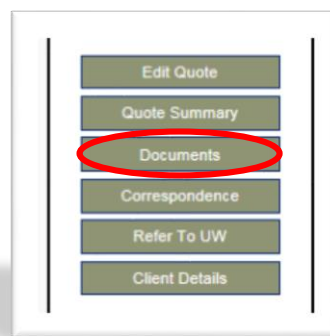 Edit Quote
Quote Summary
Documents
Correspondence
Refer To UW
Client Details